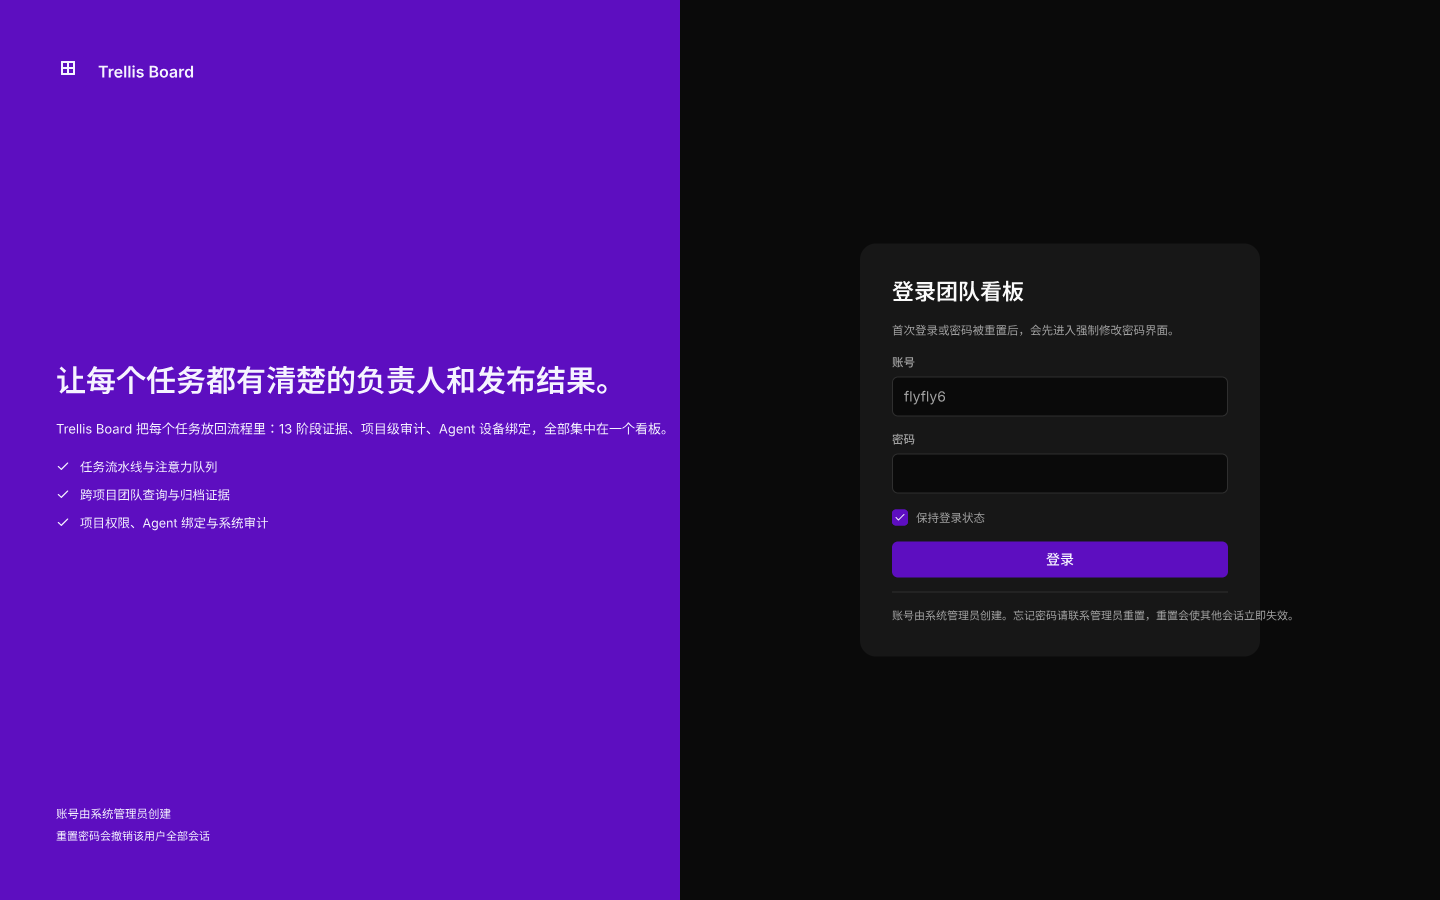 Trellis Board
让每个任务都有清楚的负责人和发布结果。
Trellis Board 把每个任务放回流程里：13 阶段证据、项目级审计、Agent 设备绑定，全部集中在一个看板。
任务流水线与注意力队列
跨项目团队查询与归档证据
项目权限、Agent 绑定与系统审计
账号由系统管理员创建
重置密码会撤销该用户全部会话
登录团队看板
首次登录或密码被重置后，会先进入强制修改密码界面。
账号
flyfly6
密码
保持登录状态
登录
账号由系统管理员创建。忘记密码请联系管理员重置，重置会使其他会话立即失效。